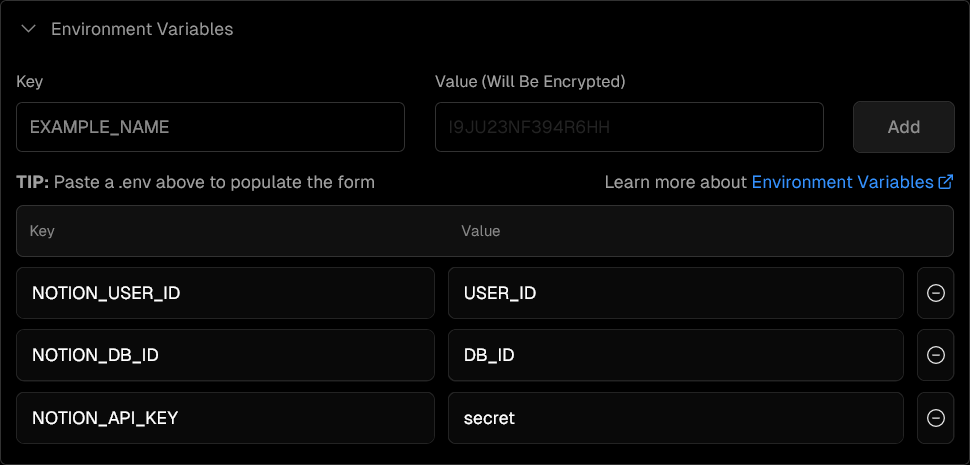 Environment Variables
Key Value (Will Be Encrypted)
EXAMPLE_NAME I9JU23NF394R6HH Add
TIP: Paste a .env above to populate the form Learn more about Environment Variables
Key Value
NOTION_USER_ID USER_ID
NOTION_DB_ID DB_ID
NOTION_API_KEY secret